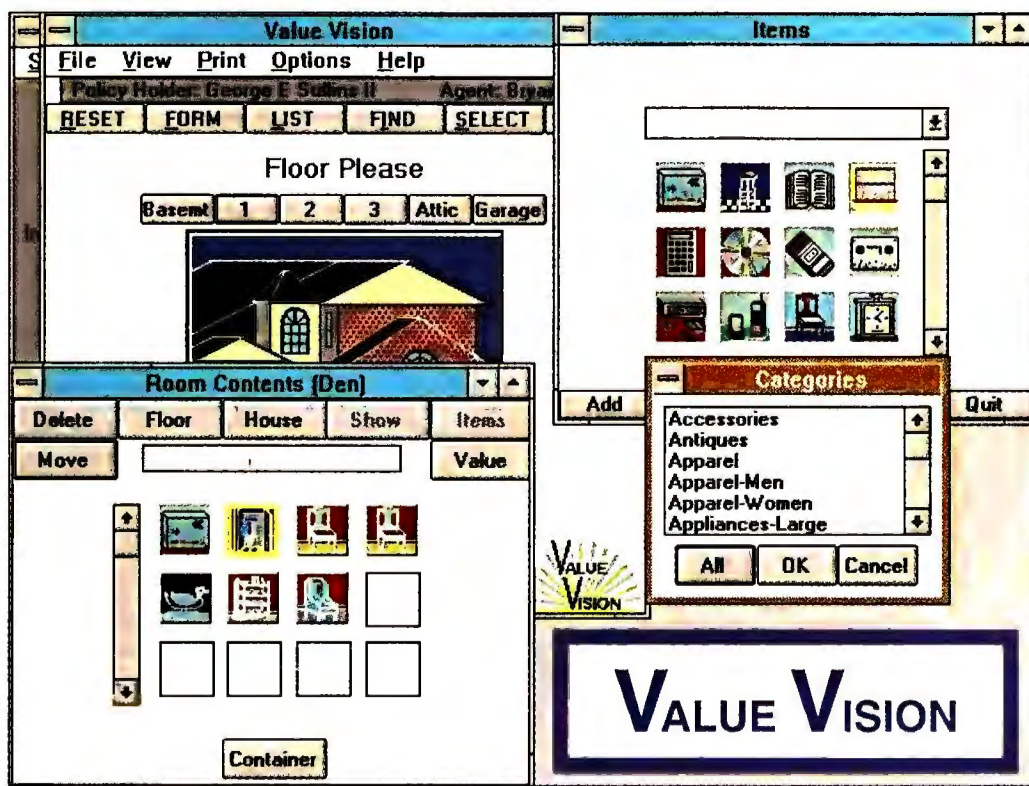 Value Vision
File View Print Options Help
Policy Holder: George E Sullins II Agent:
RESET FORM LIST FIND SELECT
Floor Please
Basemt 1 2 3 Attic Garage
Items
Add
Quit
Room Contents (Den)
Delete Floor House Show Items
Move Value
Container
Categories
Accessories
Antiques
Apparel
Apparel-Men
Apparel-Women
Appliances-Large
All OK Cancel
VALUE
VISION
VALUE VISION